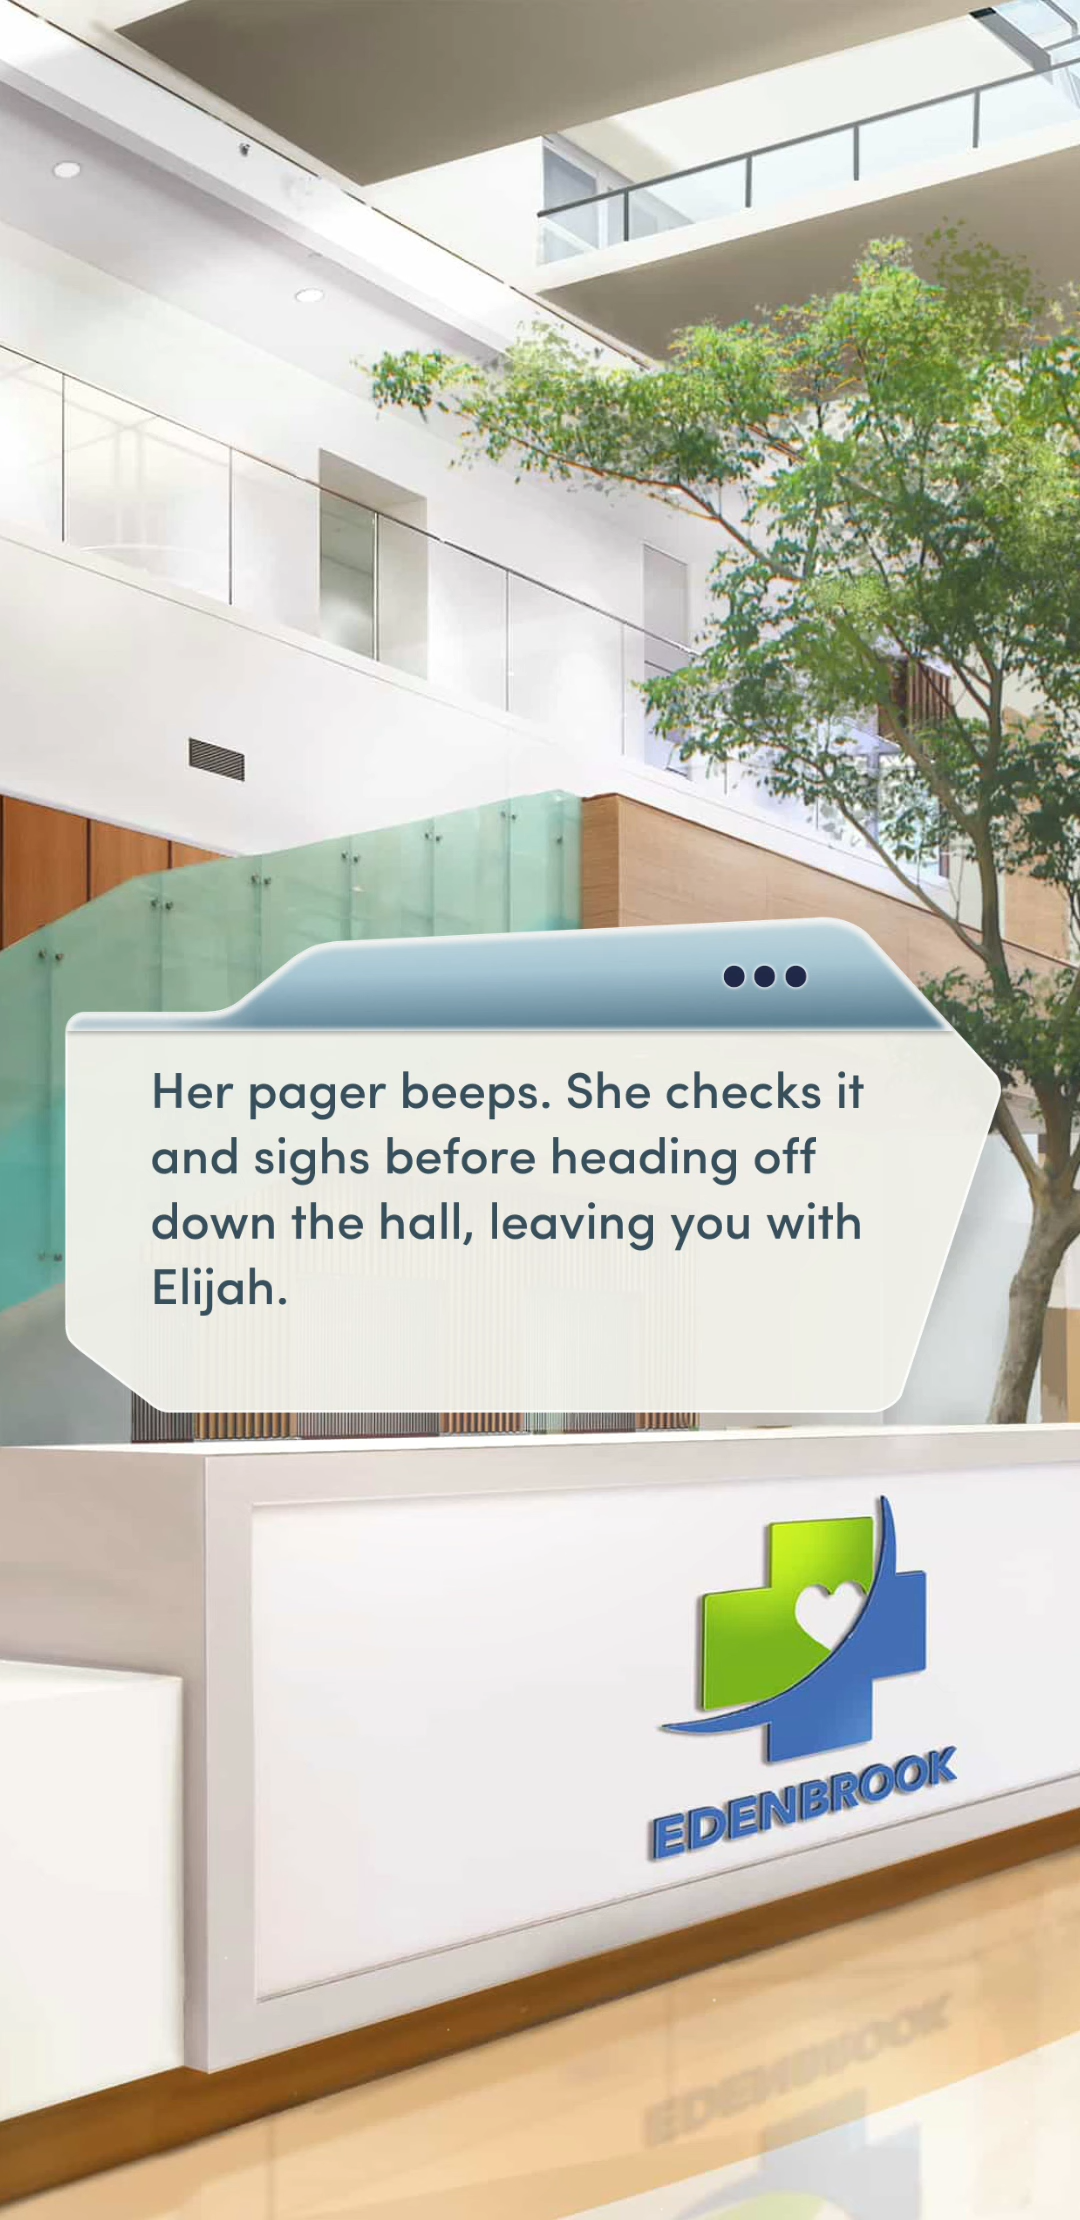 Her pager beeps. She checks it
and sighs before heading off
down the hall, leaving you with
Elijah.
EDENBROOK
EDENBROOK